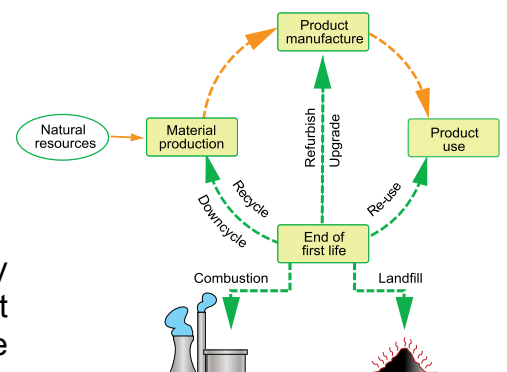 Product
manufacture
Natural
resources
Material
production
Refurbish
Upgrade
Product
use
Recycle
Downcycle
Re-use
End of
first life
Combustion
Landfill
y
t
e